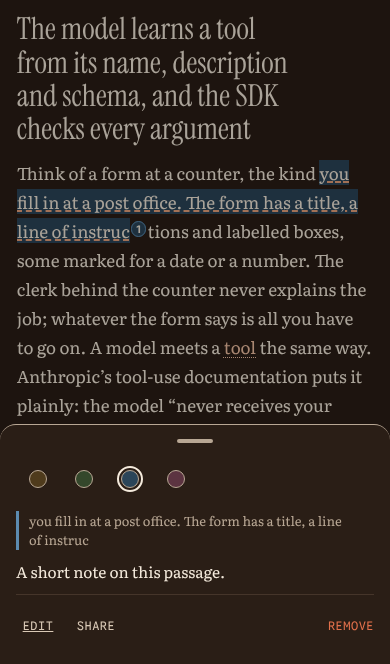 The model learns a tool
from its name, description
and schema, and the SDK
checks every argument
Think of a form at a counter, the kind you
fill in at a post office. The form has a title, a
line of instruc1tions and labelled boxes,
some marked for a date or a number. The
clerk behind the counter never explains the
job; whatever the form says is all you have
to go on. A model meets a tool the same way.
Anthropic’s tool-use documentation puts it
plainly: the model “never receives your
you fill in at a post office. The form has a title, a line
of instruc
A short note on this passage.
EDIT SHARE REMOVE